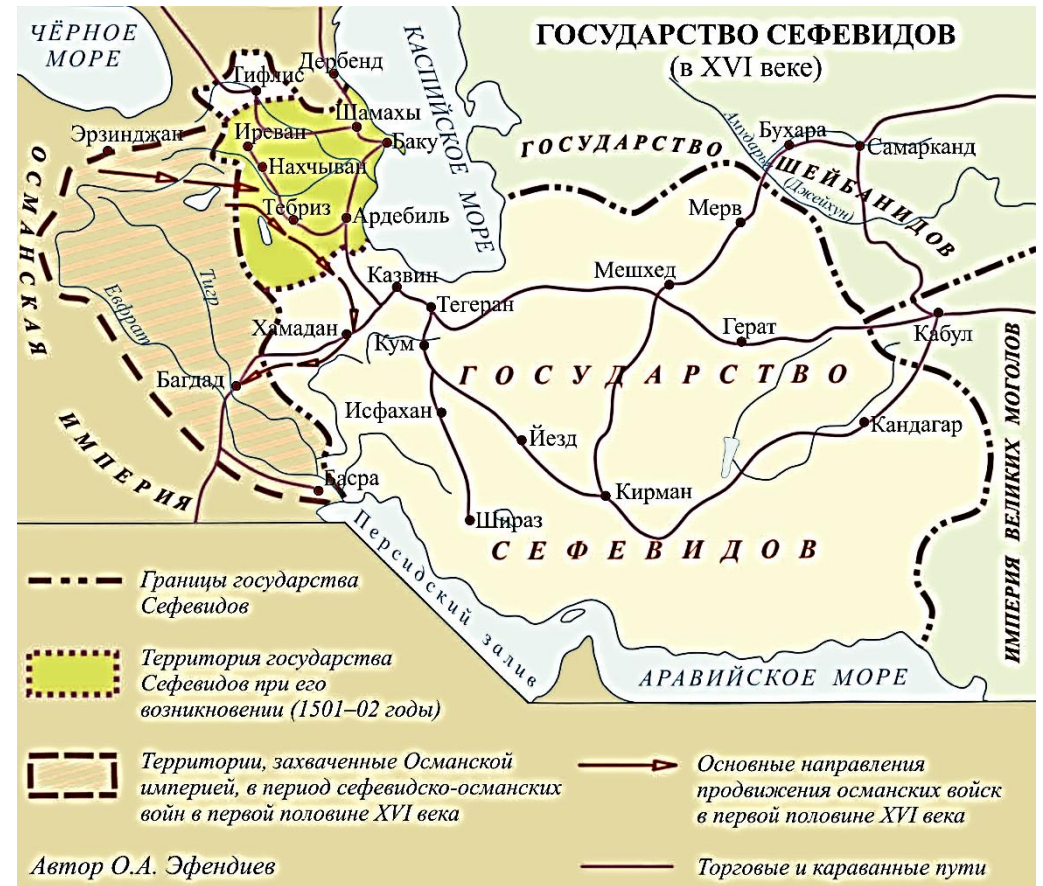 ГОСУДАРСТВО СЕФЕВИДОВ
(в XVI веке)
ЧЁРНОЕ
МОРЕ
КАСПИЙСКОЕ МОРЕ
Дербенд
Тифлис
Шамахы
Эрзинджан
Иреван
Баку
Нахчыван
Тебриз
Ардебиль
ГОСУДАРСТВО
ШЕЙБАНИДОВ
Амударья
(Джейхун)
Бухара
Самарканд
Мерв
ОСМАНСКАЯ
ИМПЕРИЯ
Тигр
Евфрат
Казвин
Тегеран
Мешхед
Хамадан
Кум
Герат
Кабул
Багдад
ГОСУДАРСТВО
Исфахан
Йезд
Кандагар
Басра
Кирман
Шираз
СЕФЕВИДОВ
ИМПЕРИЯ ВЕЛИКИХ МОГОЛОВ
Персидский залив
АРАВИЙСКОЕ МОРЕ
Границы государства
Сефевидов
Территория государства
Сефевидов при его
возникновении (1501–02 годы)
Территории, захваченные Османской
империей, в период сефевидско-османских
войн в первой половине XVI века
Основные направления
продвижения османских войск
в первой половине XVI века
Автор О.А. Эфендиев
Торговые и караванные пути